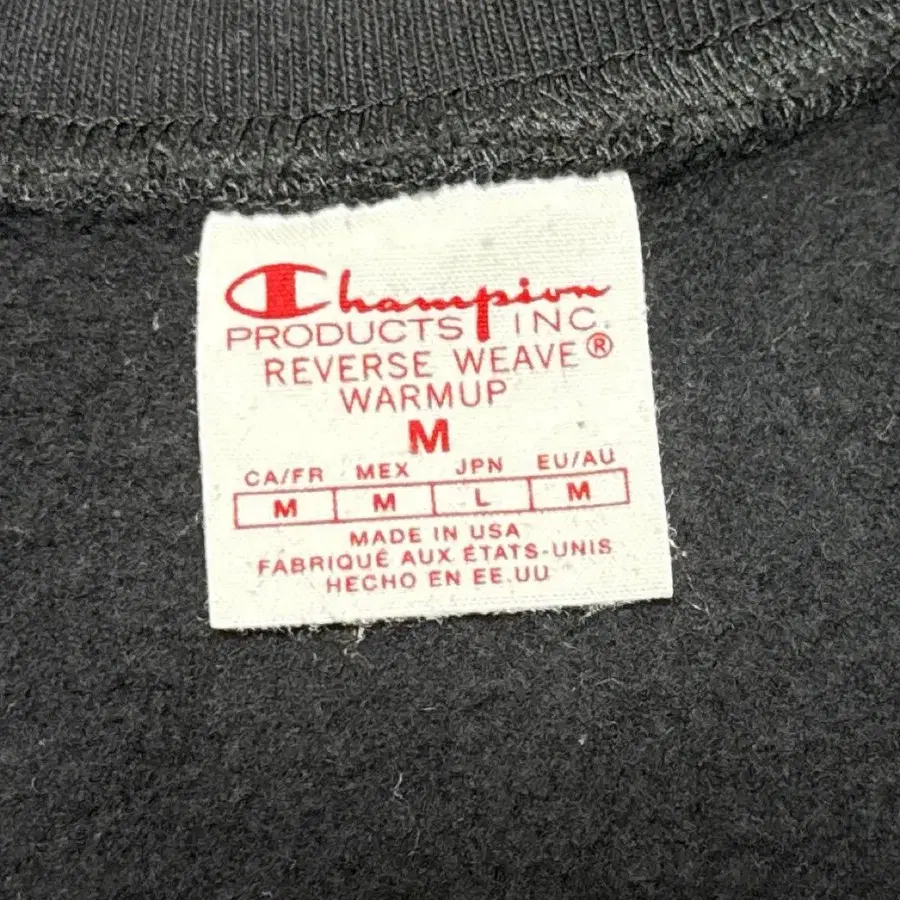 Champion
PRODUCTS INC.
REVERSE WEAVE®
WARMUP
M
CA/FR MEX JPN EU/AU
M M L M
MADE IN USA
FABRIQUÉ AUX ÉTATS-UNIS
HECHO EN EE.UU